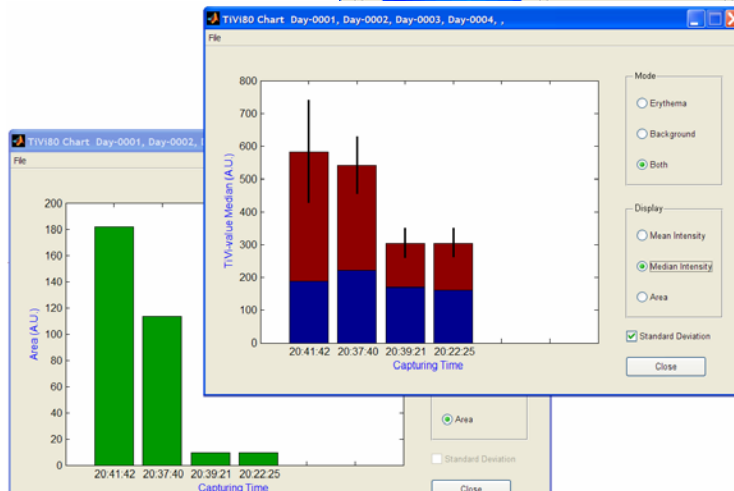 TiVi80 Chart Day-0001, Day-0002, Day-0003, Day-0004, , 
File
800
700
600
500
400
300
200
100
0
TiVi-value Median (A.U.)
20:41:42 20:37:40 20:39:21 20:22:25
Capturing Time
Mode
Erythema
Background
Both
Display
Mean Intensity
Median Intensity
Area
Standard Deviation
Close
TiVi80 Chart Day-0001, Day-0002,
File
200
180
160
140
120
100
80
60
40
20
0
Area (A.U.)
20:41:42 20:37:40 20:39:21 20:22:25
Capturing Time
Area
Standard Deviation
Close